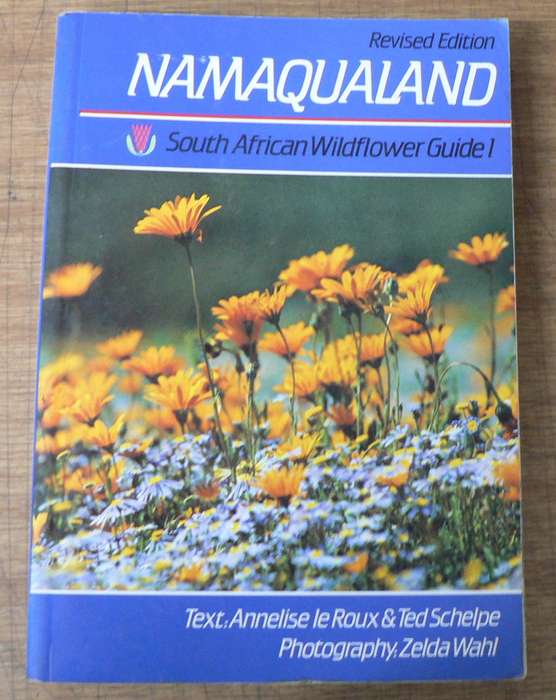 Revised Edition
NAMAQUALAND
South African Wildflower Guide 1
Text: Annelise le Roux & Ted Schelpe
Photography: Zelda Wahl